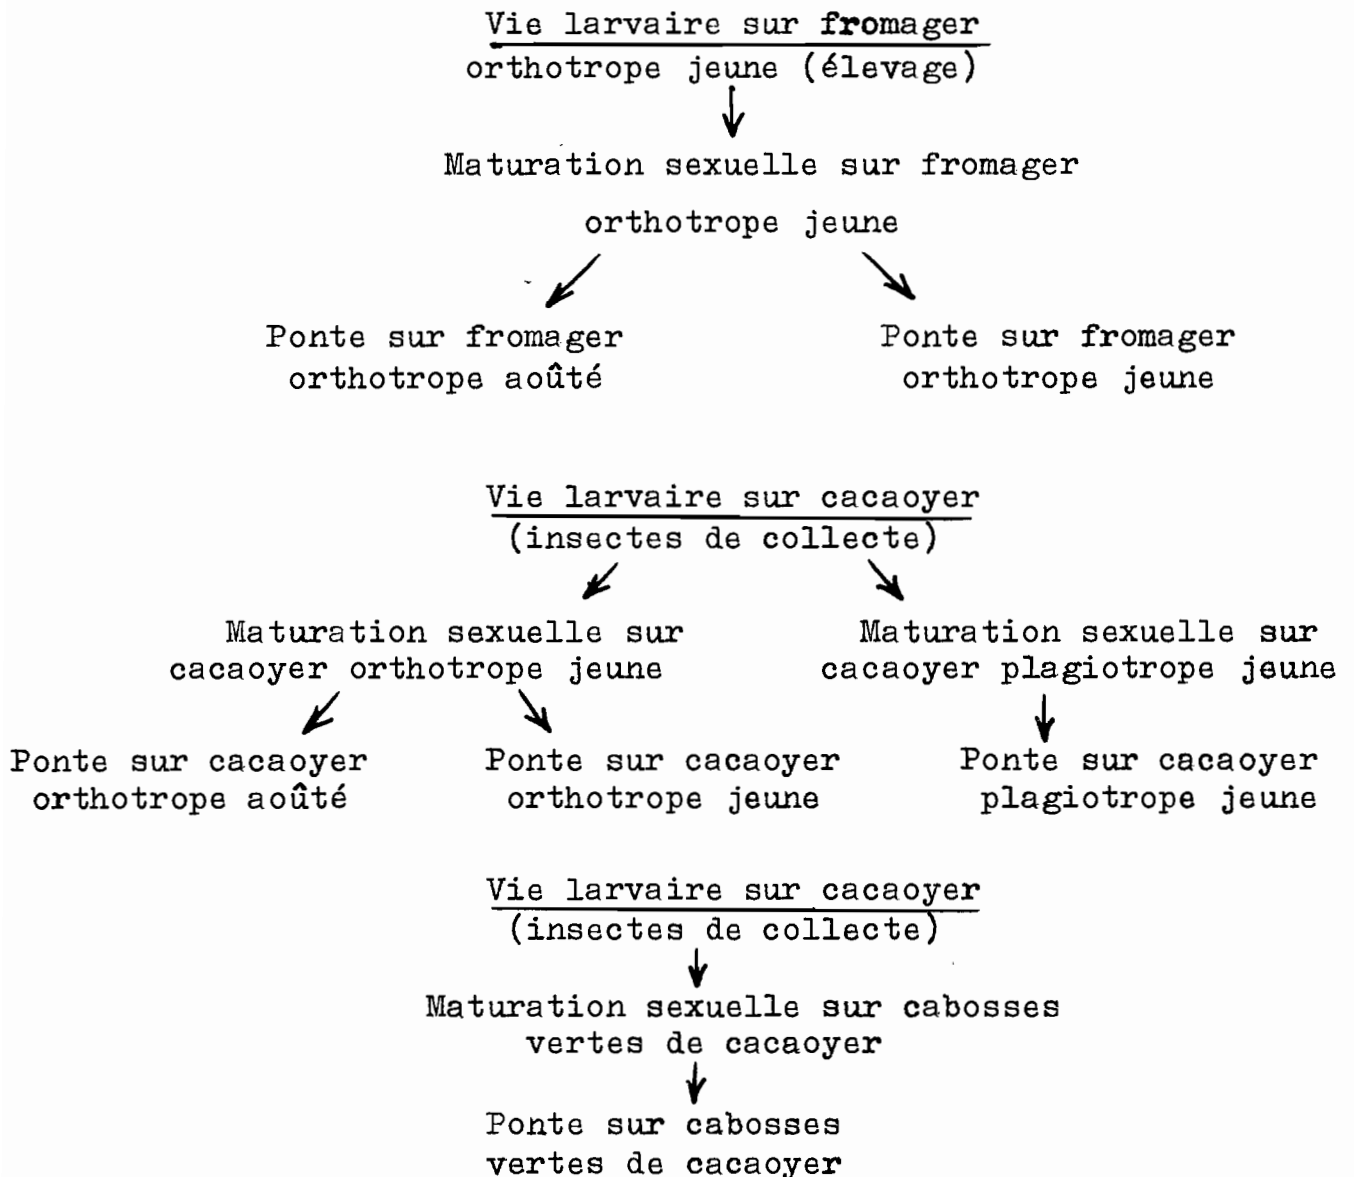 Vie larvaire sur fromager
orthotrope jeune (élevage)
Maturation sexuelle sur fromager
orthotrope jeune
Ponte sur fromager
orthotrope aoûté
Ponte sur fromager
orthotrope jeune
Vie larvaire sur cacaoyer
(insectes de collecte)
Maturation sexuelle sur
cacaoyer orthotrope jeune
Maturation sexuelle sur
cacaoyer plagiotrope jeune
Ponte sur cacaoyer
orthotrope aoûté
Ponte sur cacaoyer
orthotrope jeune
Ponte sur cacaoyer
plagiotrope jeune
Vie larvaire sur cacaoyer
(insectes de collecte)
Maturation sexuelle sur cabosses
vertes de cacaoyer
Ponte sur cabosses
vertes de cacaoyer